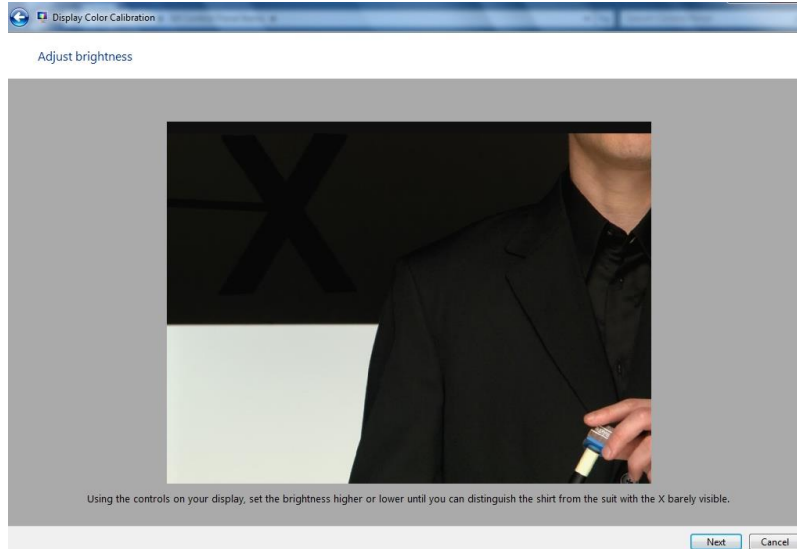 Display Color Calibration
Adjust brightness
X
Using the controls on your display, set the brightness higher or lower until you can distinguish the shirt from the suit with the X barely visible.
Next Cancel